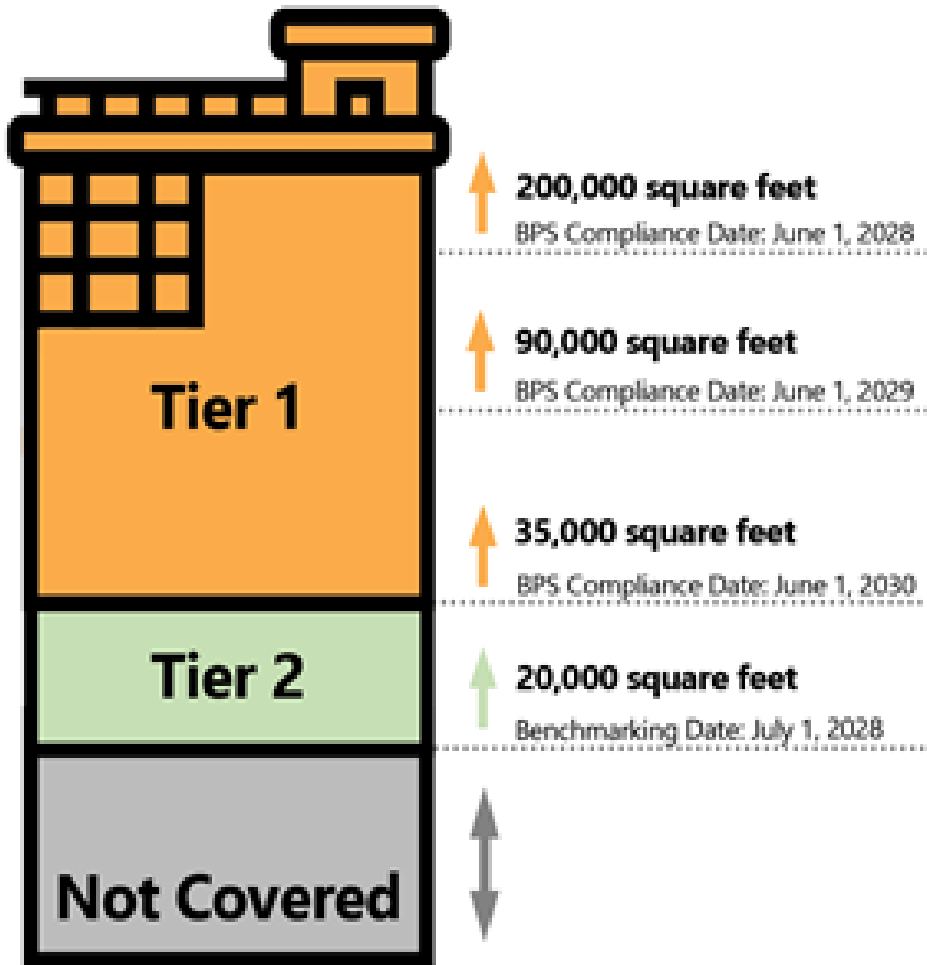 200,000 square feet
BPS Compliance Date: June 1, 2028
90,000 square feet
BPS Compliance Date: June 1, 2029
Tier 1
35,000 square feet
BPS Compliance Date: June 1, 2030
Tier 2
20,000 square feet
Benchmarking Date: July 1, 2028
Not Covered